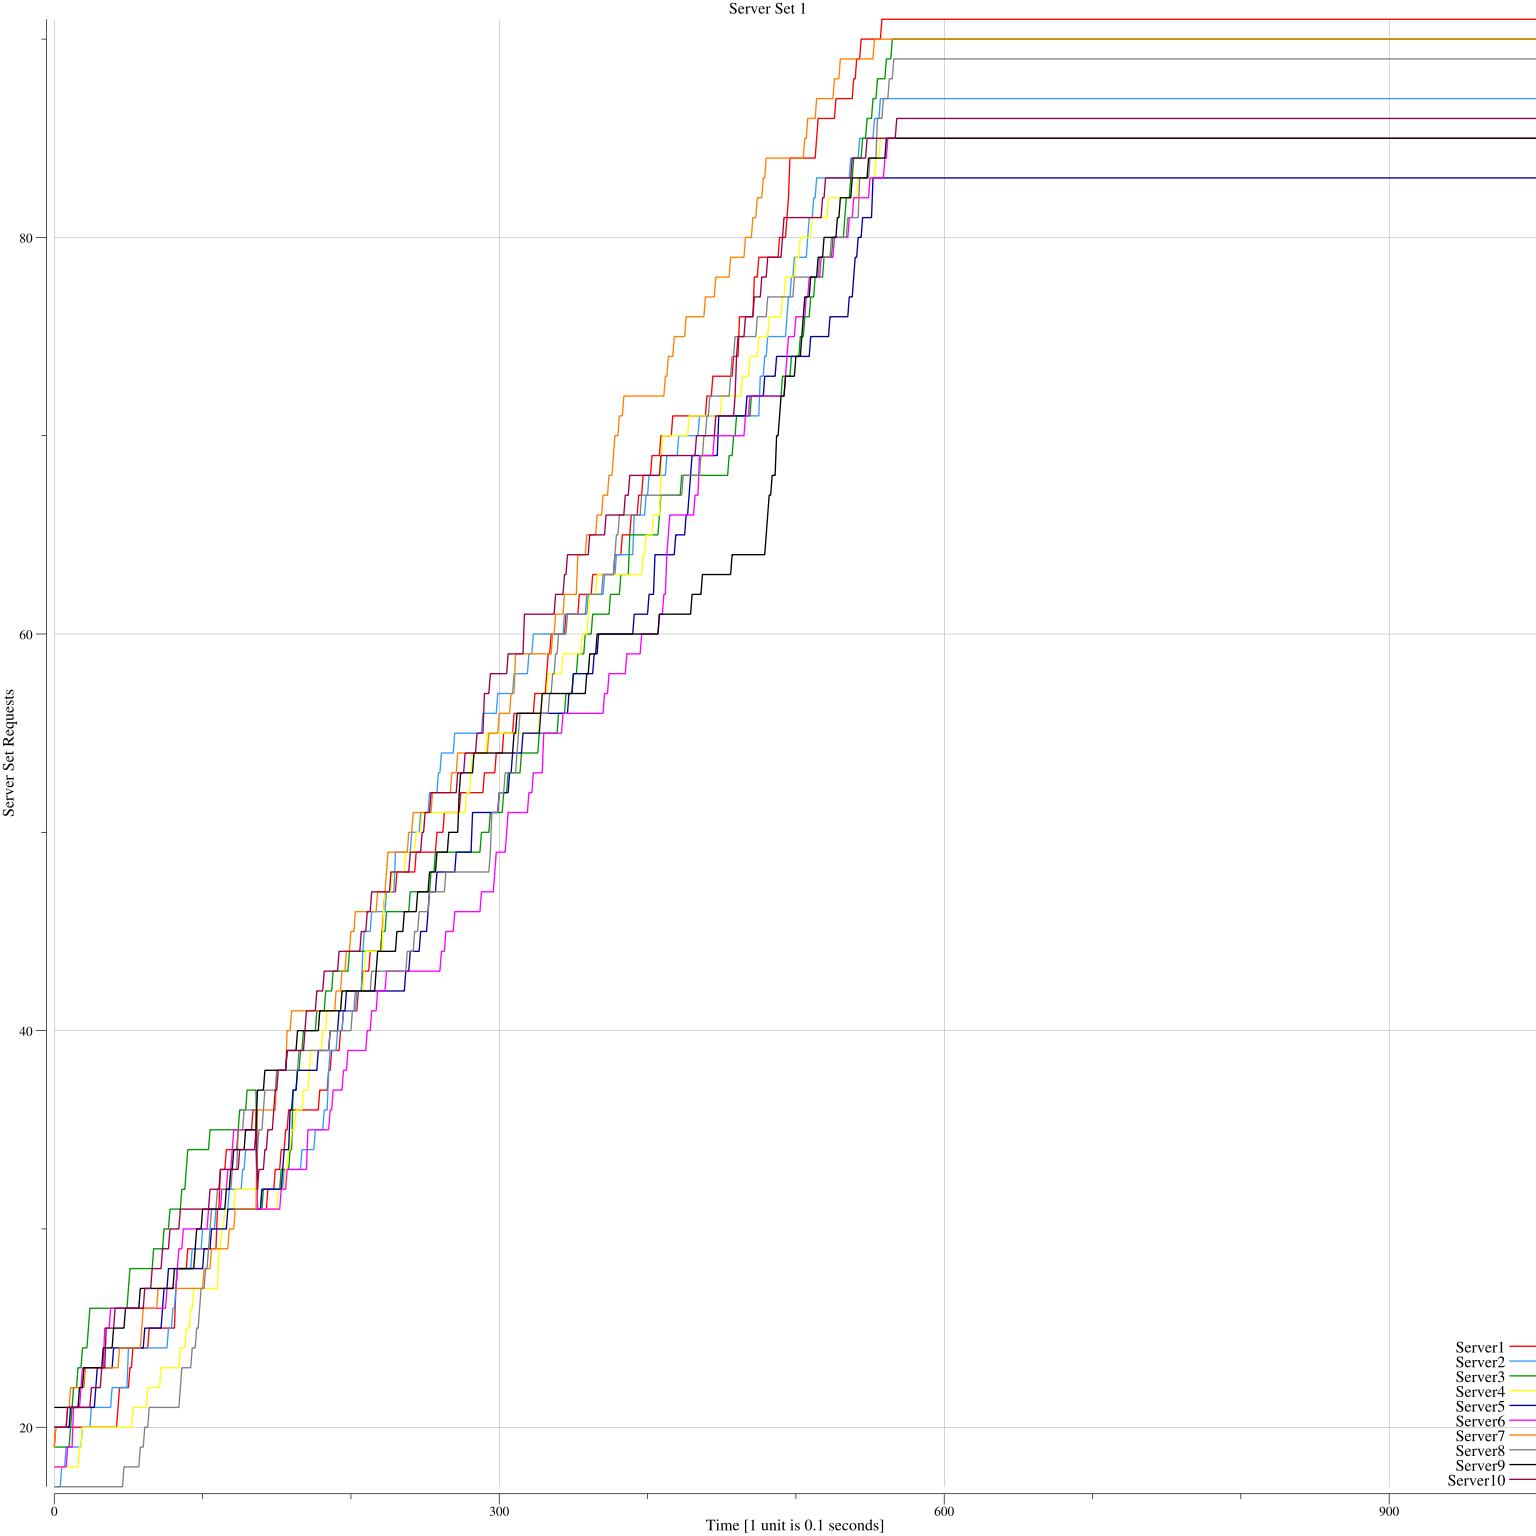 Server Set 1
80
60
40
20
Server Set Requests
0
300
600
900
Time [1 unit is 0.1 seconds]
Server1
Server2
Server3
Server4
Server5
Server6
Server7
Server8
Server9
Server10